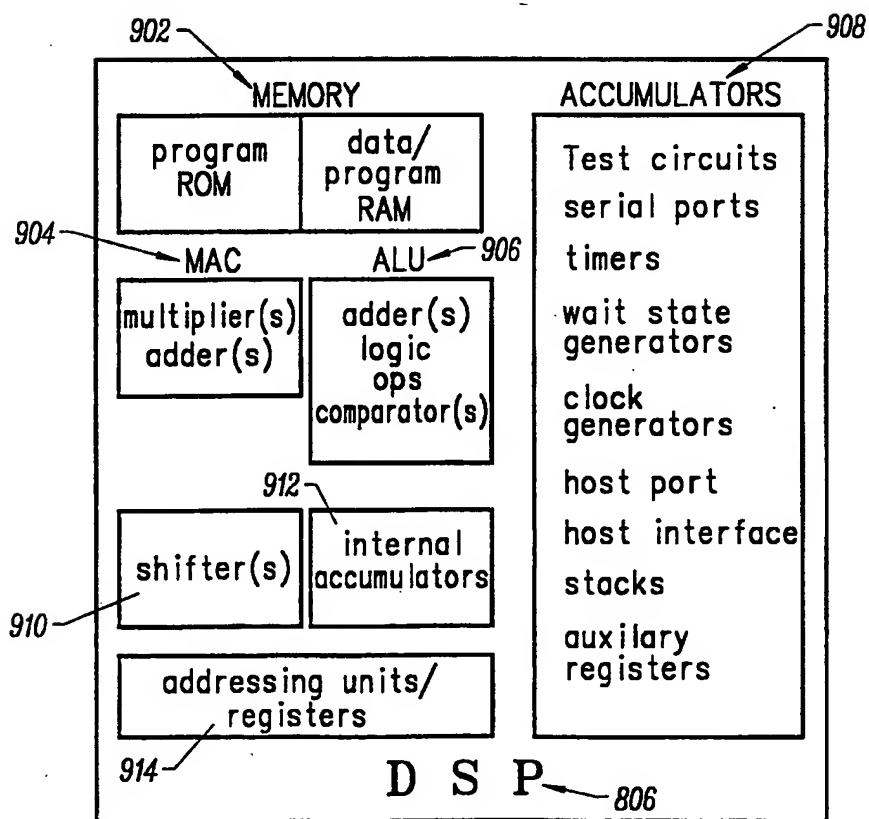 902
908
MEMORY
program
ROM
data/
program
RAM
904
MAC
multiplier(s)
adder(s)
ALU
906
adder(s)
logic
ops
comparator(s)
912
shifter(s)
910
internal
accumulators
addressing units/
registers
914
ACCUMULATORS
Test circuits
serial ports
timers
wait state
generators
clock
generators
host port
host interface
stacks
auxilary
registers
D S P
806